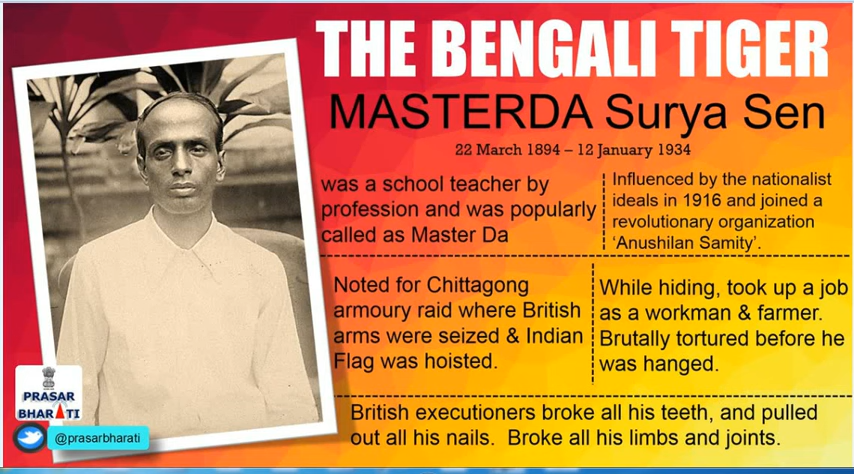 THE BENGALI TIGER
MASTERDA Surya Sen
22 March 1894 – 12 January 1934
was a school teacher by
profession and was popularly
called as Master Da
Influenced by the nationalist
ideals in 1916 and joined a
revolutionary organization
‘Anushilan Samity’.
Noted for Chittagong
armoury raid where British
arms were seized & Indian
Flag was hoisted.
While hiding, took up a job
as a workman & farmer.
Brutally tortured before he
was hanged.
British executioners broke all his teeth, and pulled
out all his nails. Broke all his limbs and joints.
PRASAR
BHARATI
@prasarbharati